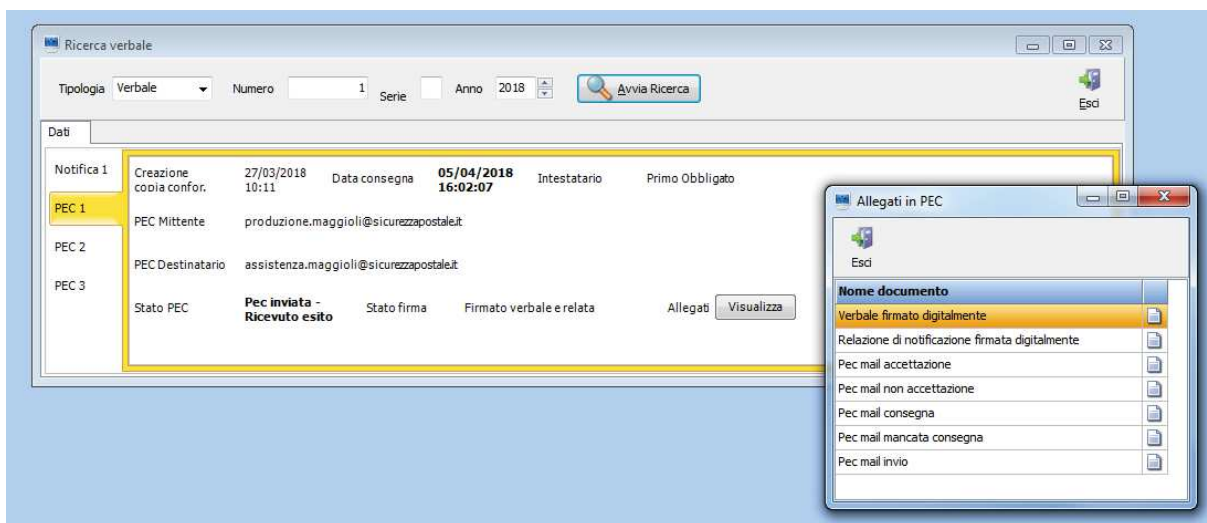 Ricerca verbale
Tipologia Verbale Numero 1 Serie Anno 2018 Avvia Ricerca
Esci
Dati
Notifica 1
PEC 1
PEC 2
PEC 3
Creazione copia confor. 27/03/2018 10:11 Data consegna 05/04/2018 16:02:07 Intestatario Primo Obbligato
PEC Mittente produzione.maggioli@sicurezzapostale.it
PEC Destinatario assistenza.maggioli@sicurezzapostale.it
Stato PEC Pec inviata - Ricevuto esito Stato firma Firmato verbale e relata Allegati Visualizza
Allegati in PEC
Esci
Nome documento
Verbale firmato digitalmente
Relazione di notificazione firmata digitalmente
Pec mail accettazione
Pec mail non accettazione
Pec mail consegna
Pec mail mancata consegna
Pec mail invio